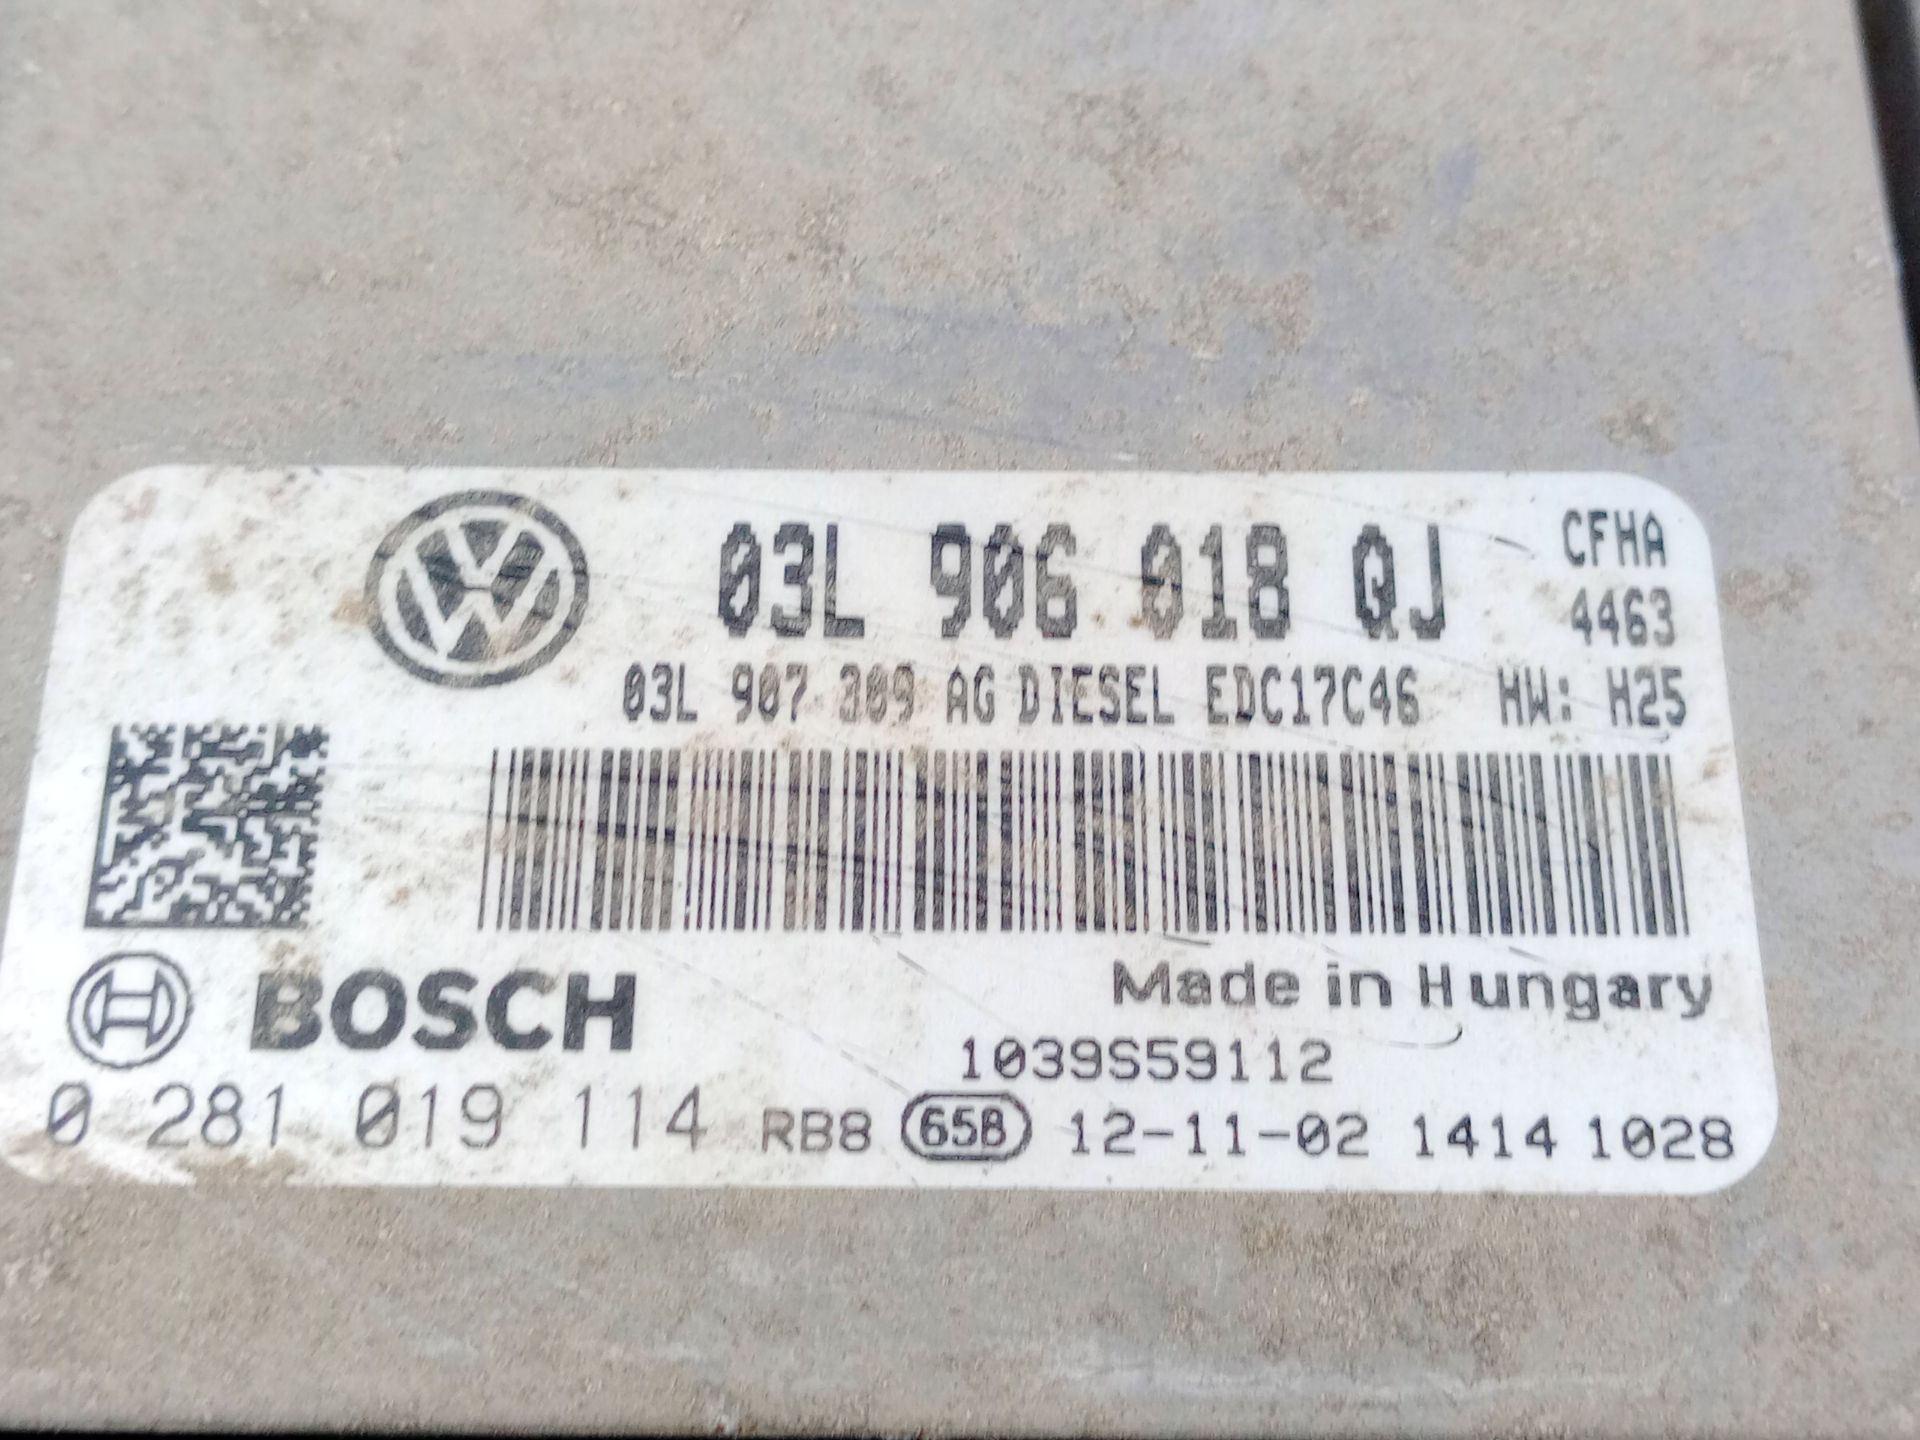 03L 906 018 QJ CFHA
4463
03L 907 309 AG DIESEL EDC17C46 HW: H25
BOSCH
Made in Hungary
1039S59112
0 281 019 114 RB8 65B 12-11-02 1414 1028